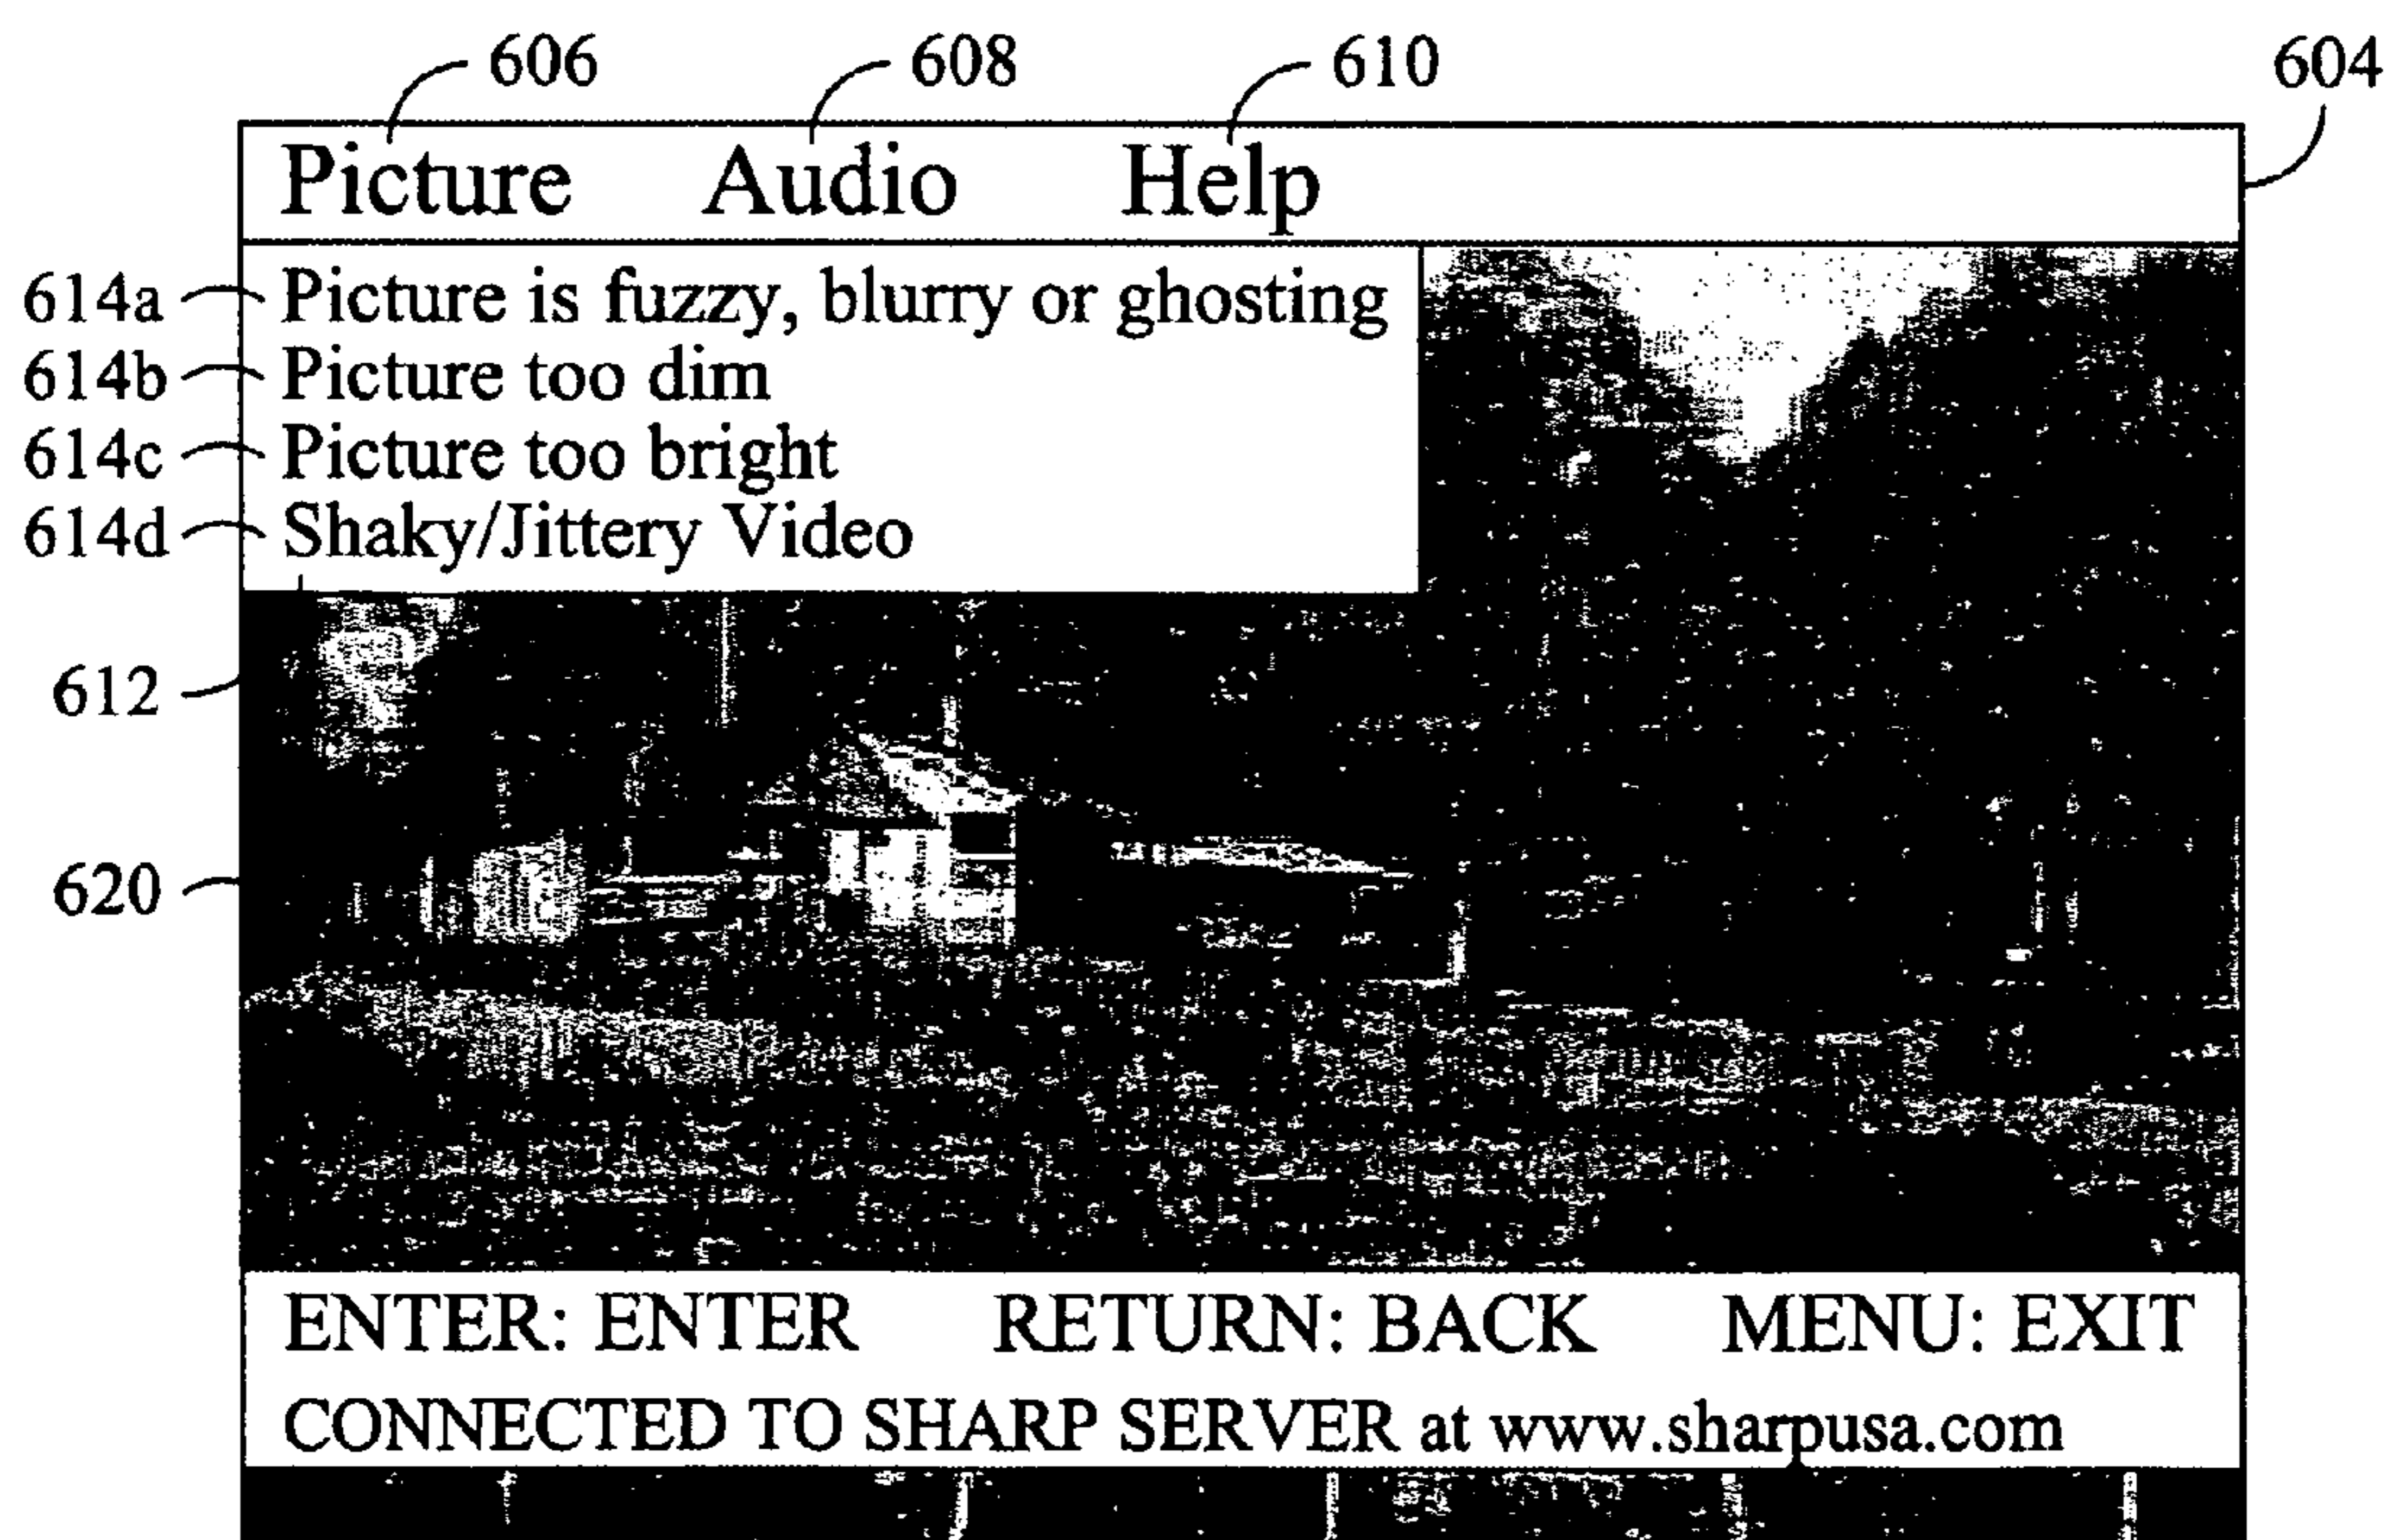 606 608 610 604
Picture Audio Help
614a Picture is fuzzy, blurry or ghosting
614b Picture too dim
614c Picture too bright
614d Shaky/Jittery Video
612
620
ENTER: ENTER RETURN: BACK MENU: EXIT
CONNECTED TO SHARP SERVER at www.sharpusa.com